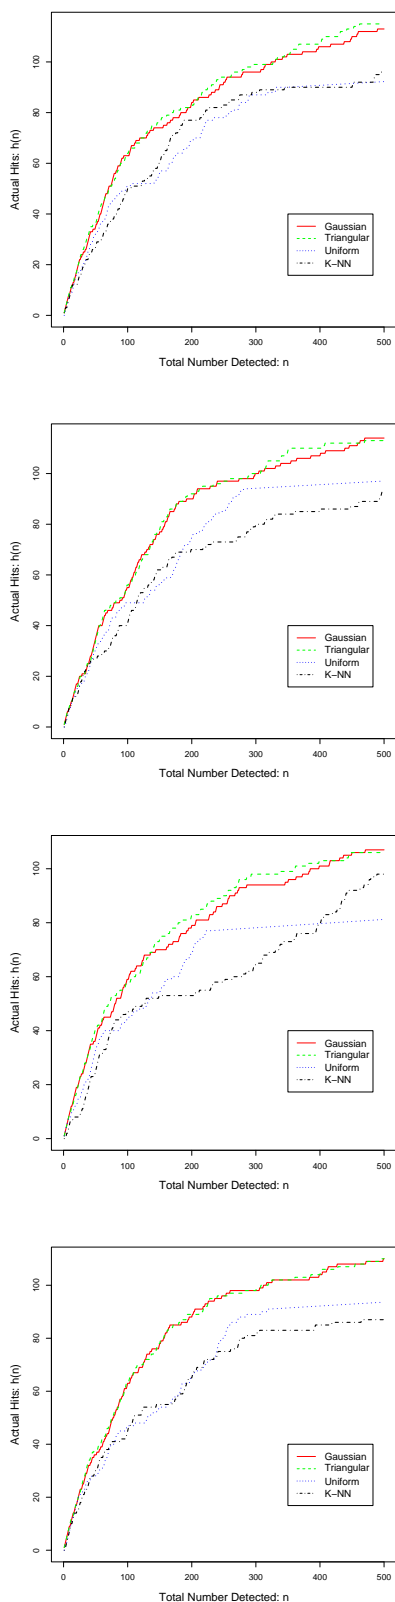 Actual Hits: h(n)
100
80
60
40
20
0
Gaussian
Triangular
Uniform
K−NN
0 100 200 300 400 500
Total Number Detected: n
Actual Hits: h(n)
100
80
60
40
20
0
Gaussian
Triangular
Uniform
K−NN
0 100 200 300 400 500
Total Number Detected: n
Actual Hits: h(n)
100
80
60
40
20
0
Gaussian
Triangular
Uniform
K−NN
0 100 200 300 400 500
Total Number Detected: n
Actual Hits: h(n)
100
80
60
40
20
0
Gaussian
Triangular
Uniform
K−NN
0 100 200 300 400 500
Total Number Detected: n